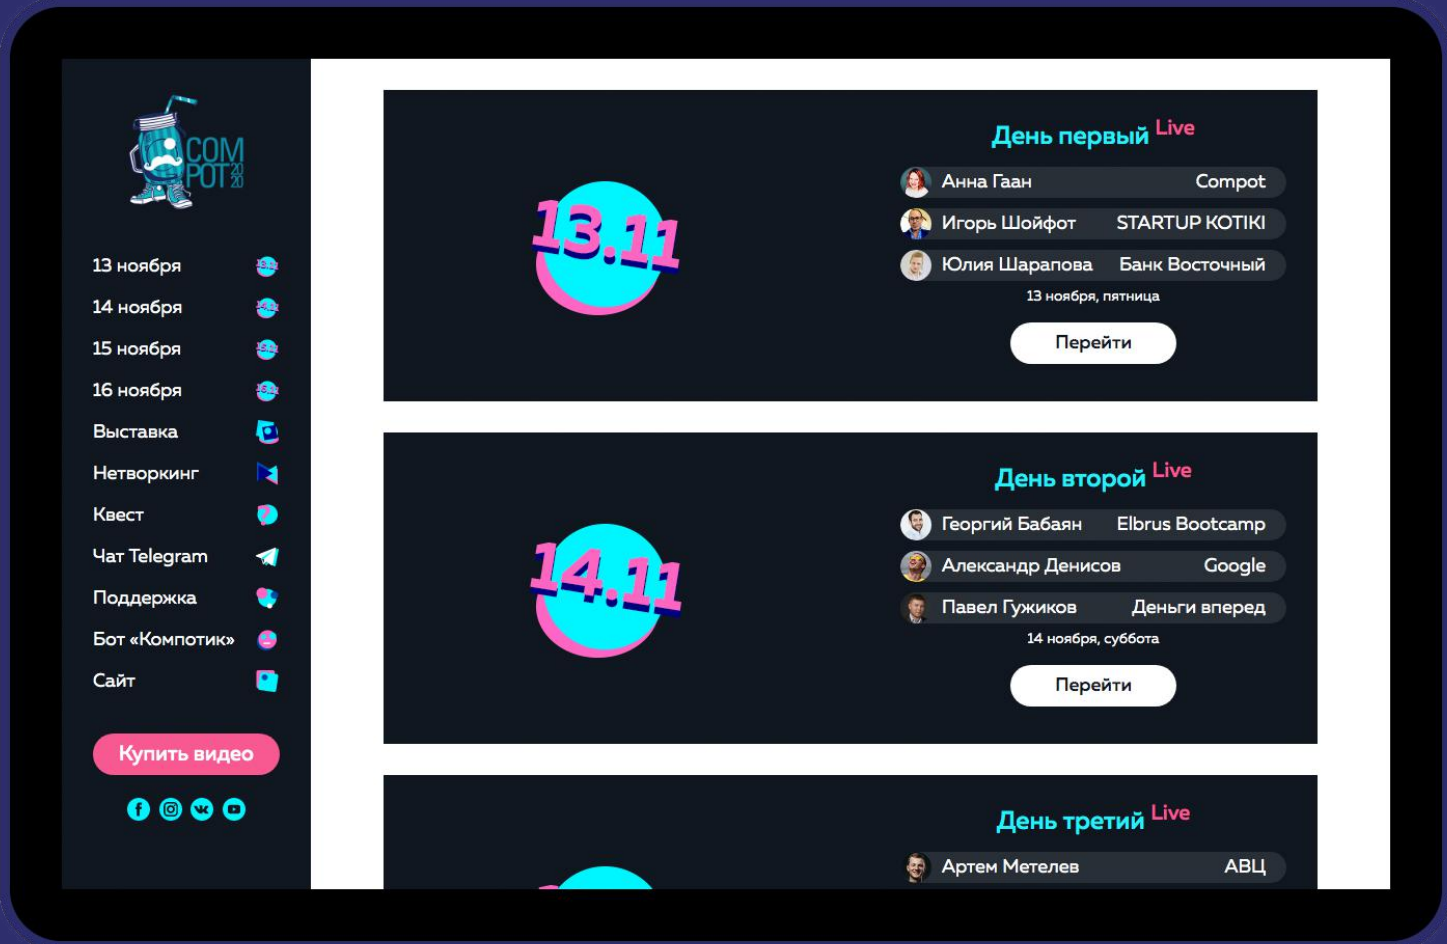 COM
POT 20
20
13 ноября
14 ноября
15 ноября
16 ноября
Выставка
Нетворкинг
Квест
Чат Telegram
Поддержка
Бот «Компотик»
Сайт
Купить видео
13.11
День первый Live
Анна Гаан Compot
Игорь Шойфот STARTUP KOTIKI
Юлия Шарапова Банк Восточный
13 ноября, пятница
Перейти
14.11
День второй Live
Георгий Бабаян Elbrus Bootcamp
Александр Денисов Google
Павел Гужиков Деньги вперед
14 ноября, суббота
Перейти
День третий Live
Артем Метелев АВЦ